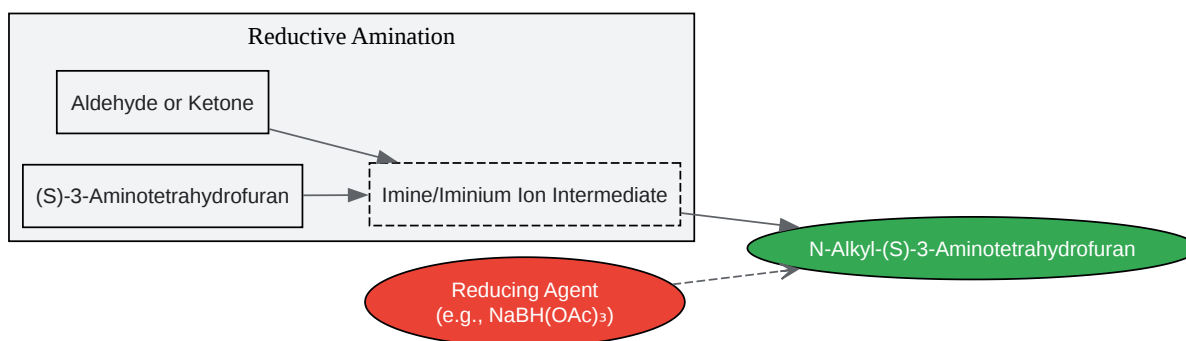 Reductive Amination
Aldehyde or Ketone
(S)-3-Aminotetrahydrofuran
Imine/Iminium Ion Intermediate
N-Alkyl-(S)-3-Aminotetrahydrofuran
Reducing Agent
(e.g., NaBH(OAc)₃)